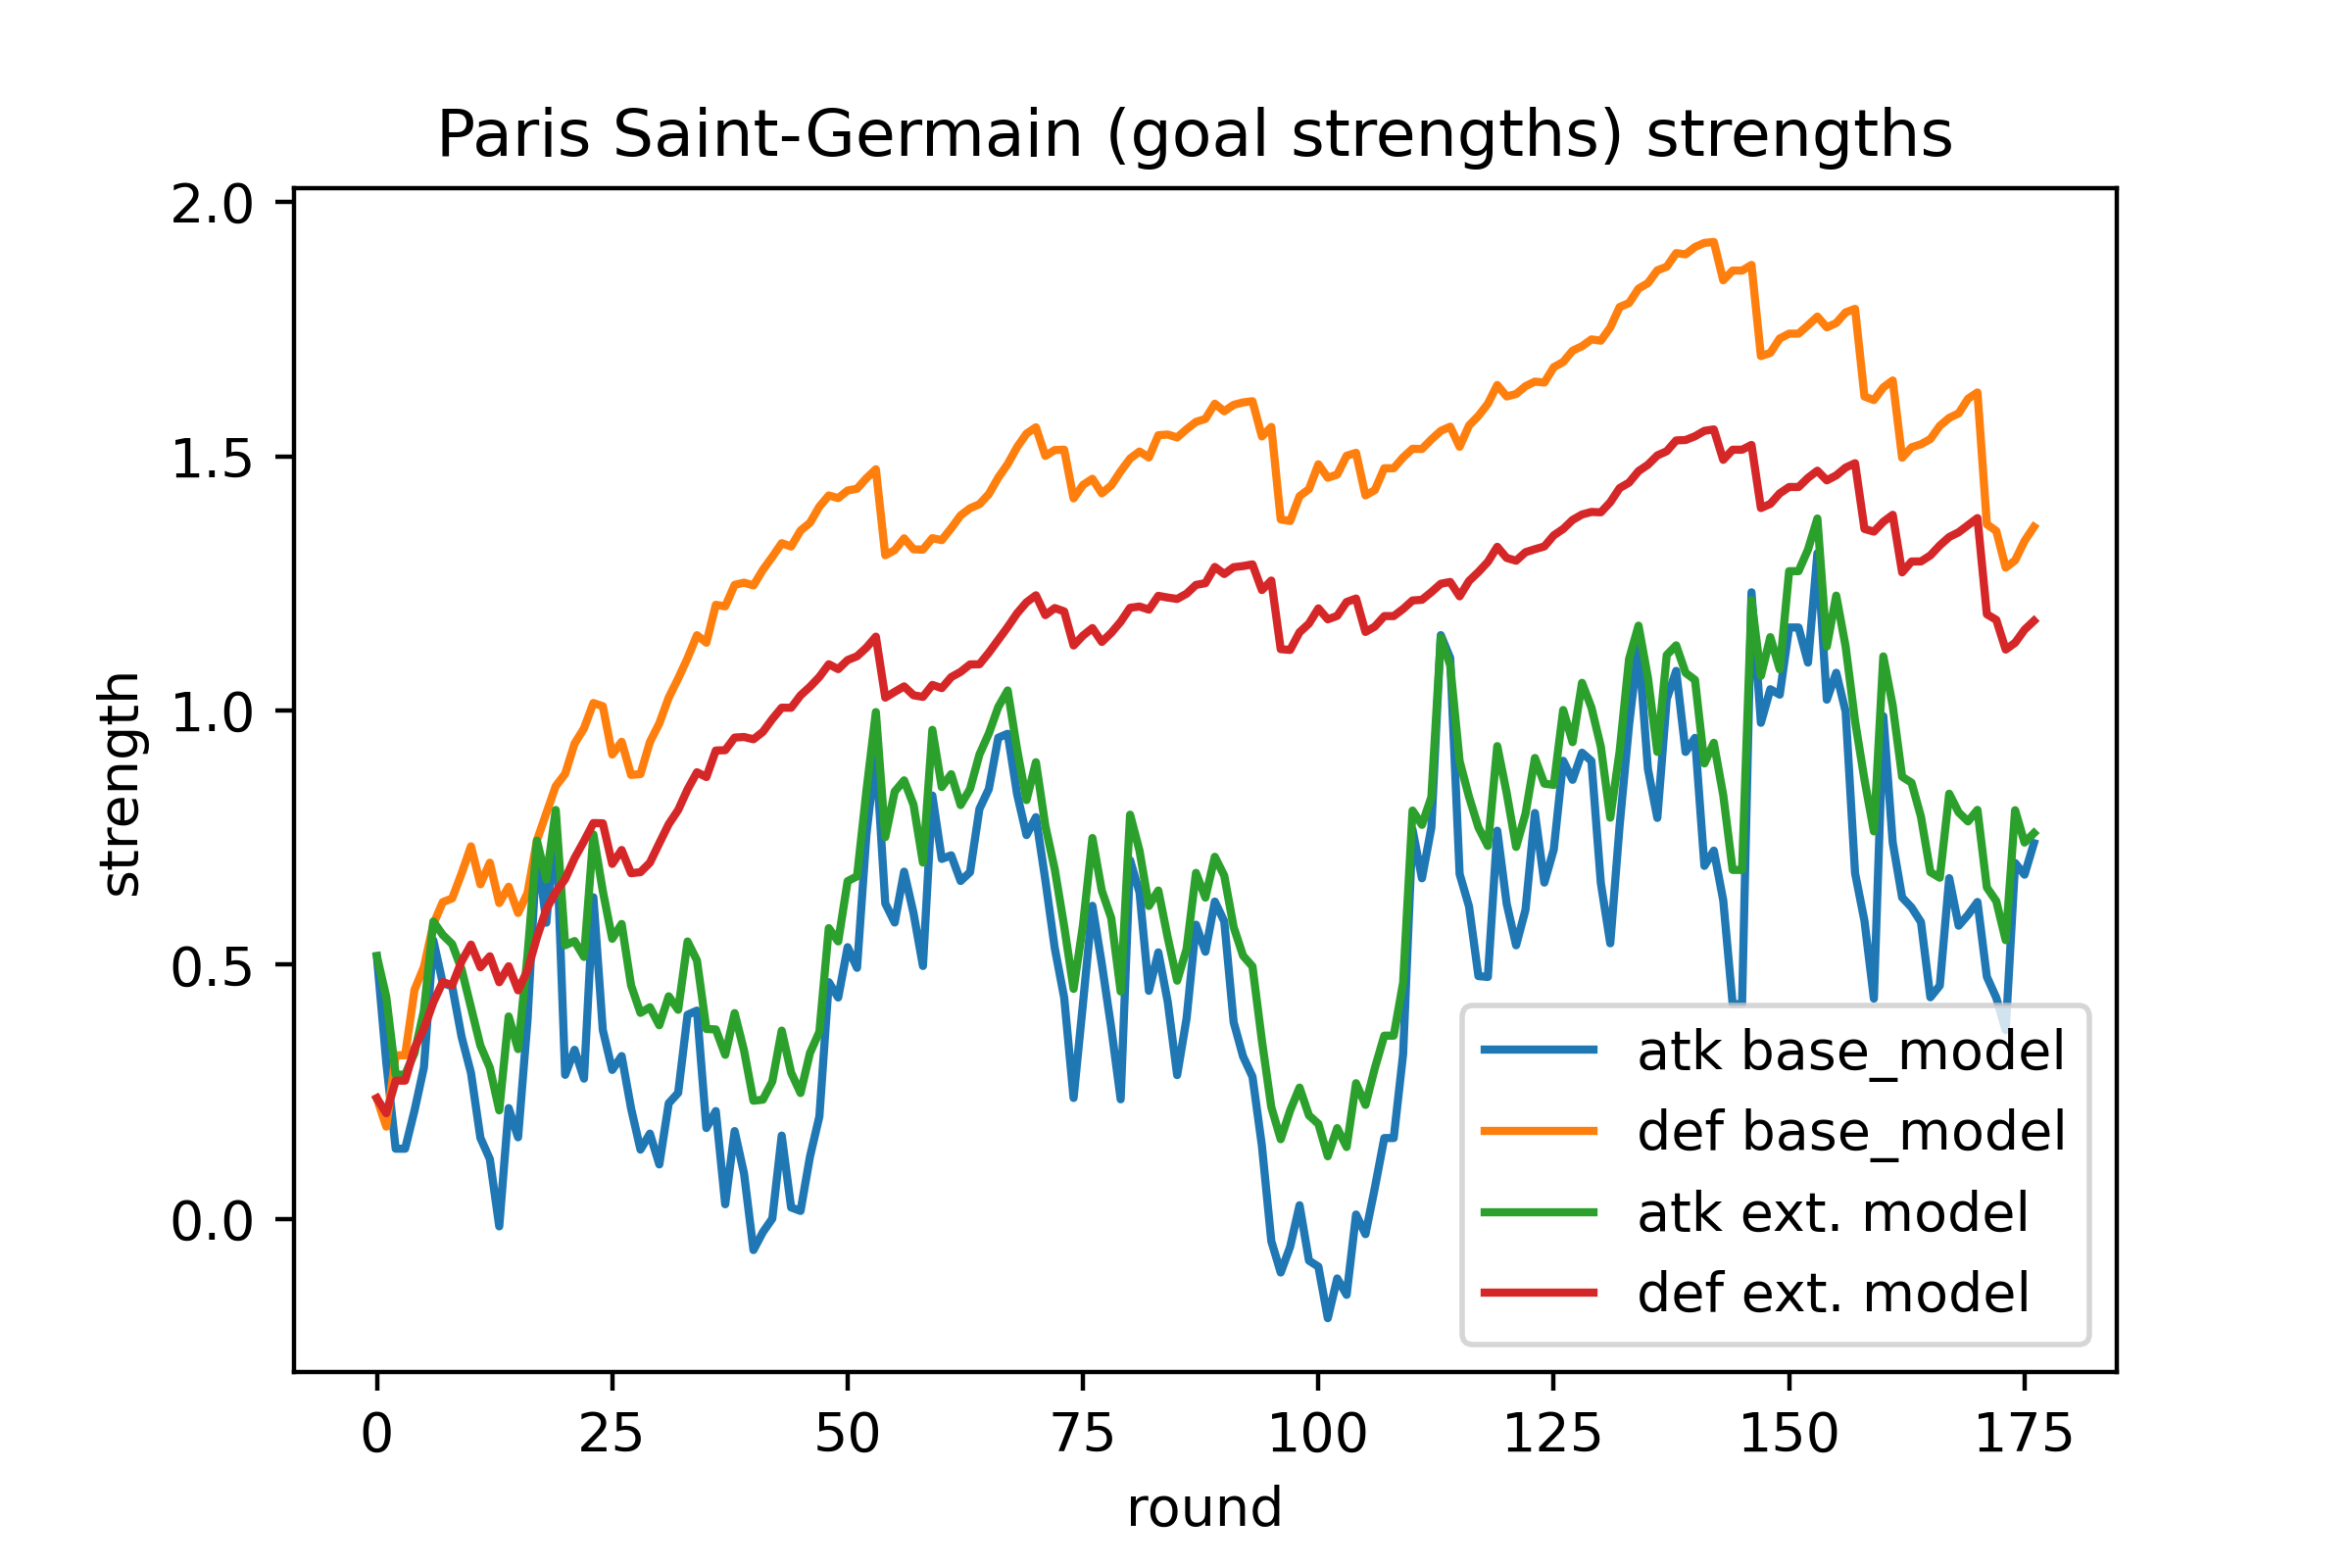 Paris Saint-Germain (goal strengths) strengths
2.0
1.5
1.0
0.5
0.0
strength
atk base_model
def base_model
atk ext. model
def ext. model
0 25 50 75 100 125 150 175
round